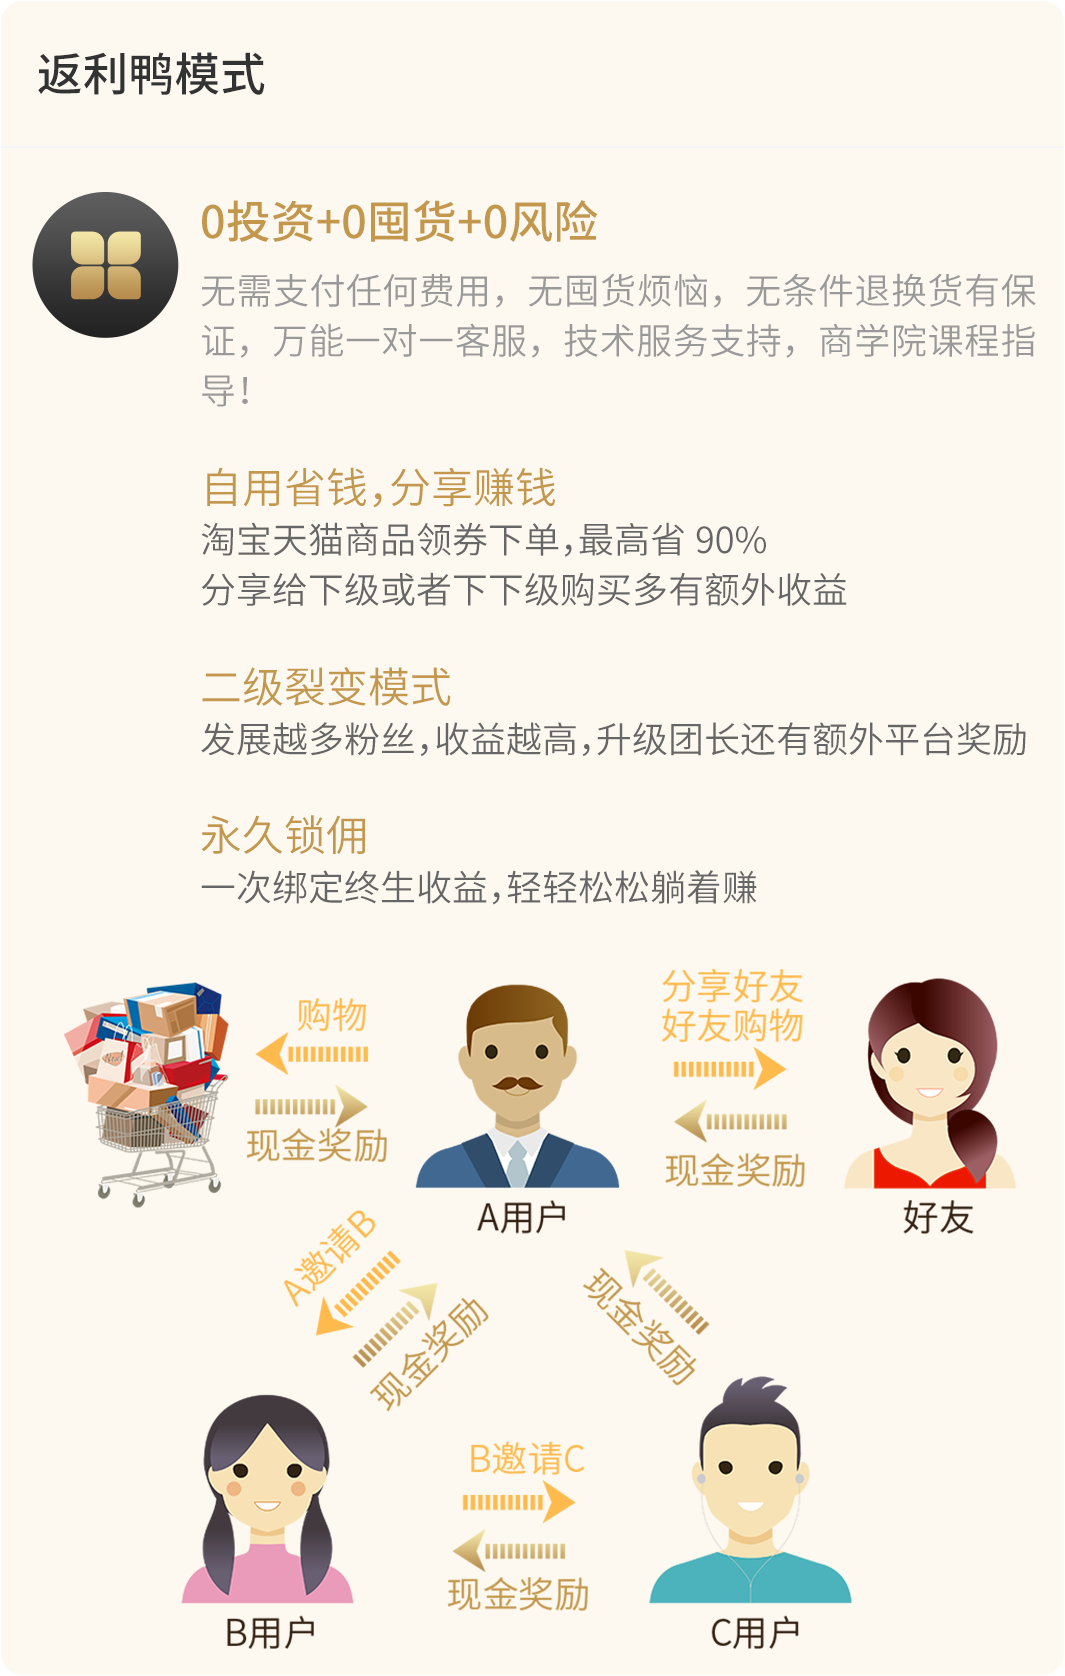 返利鸭模式
0投资+0囤货+0风险
无需支付任何费用，无囤货烦恼，无条件退换货有保
证，万能一对一客服，技术服务支持，商学院课程指
导！
自用省钱，分享赚钱
淘宝天猫商品领券下单，最高省 90%
分享给下级或者下下级购买多有额外收益
二级裂变模式
发展越多粉丝，收益越高，升级团长还有额外平台奖励
永久锁佣
一次绑定终生收益，轻轻松松躺着赚
购物
现金奖励
分享好友
好友购物
现金奖励
A用户
好友
A邀请B
现金奖励
现金奖励
B邀请C
现金奖励
B用户
C用户